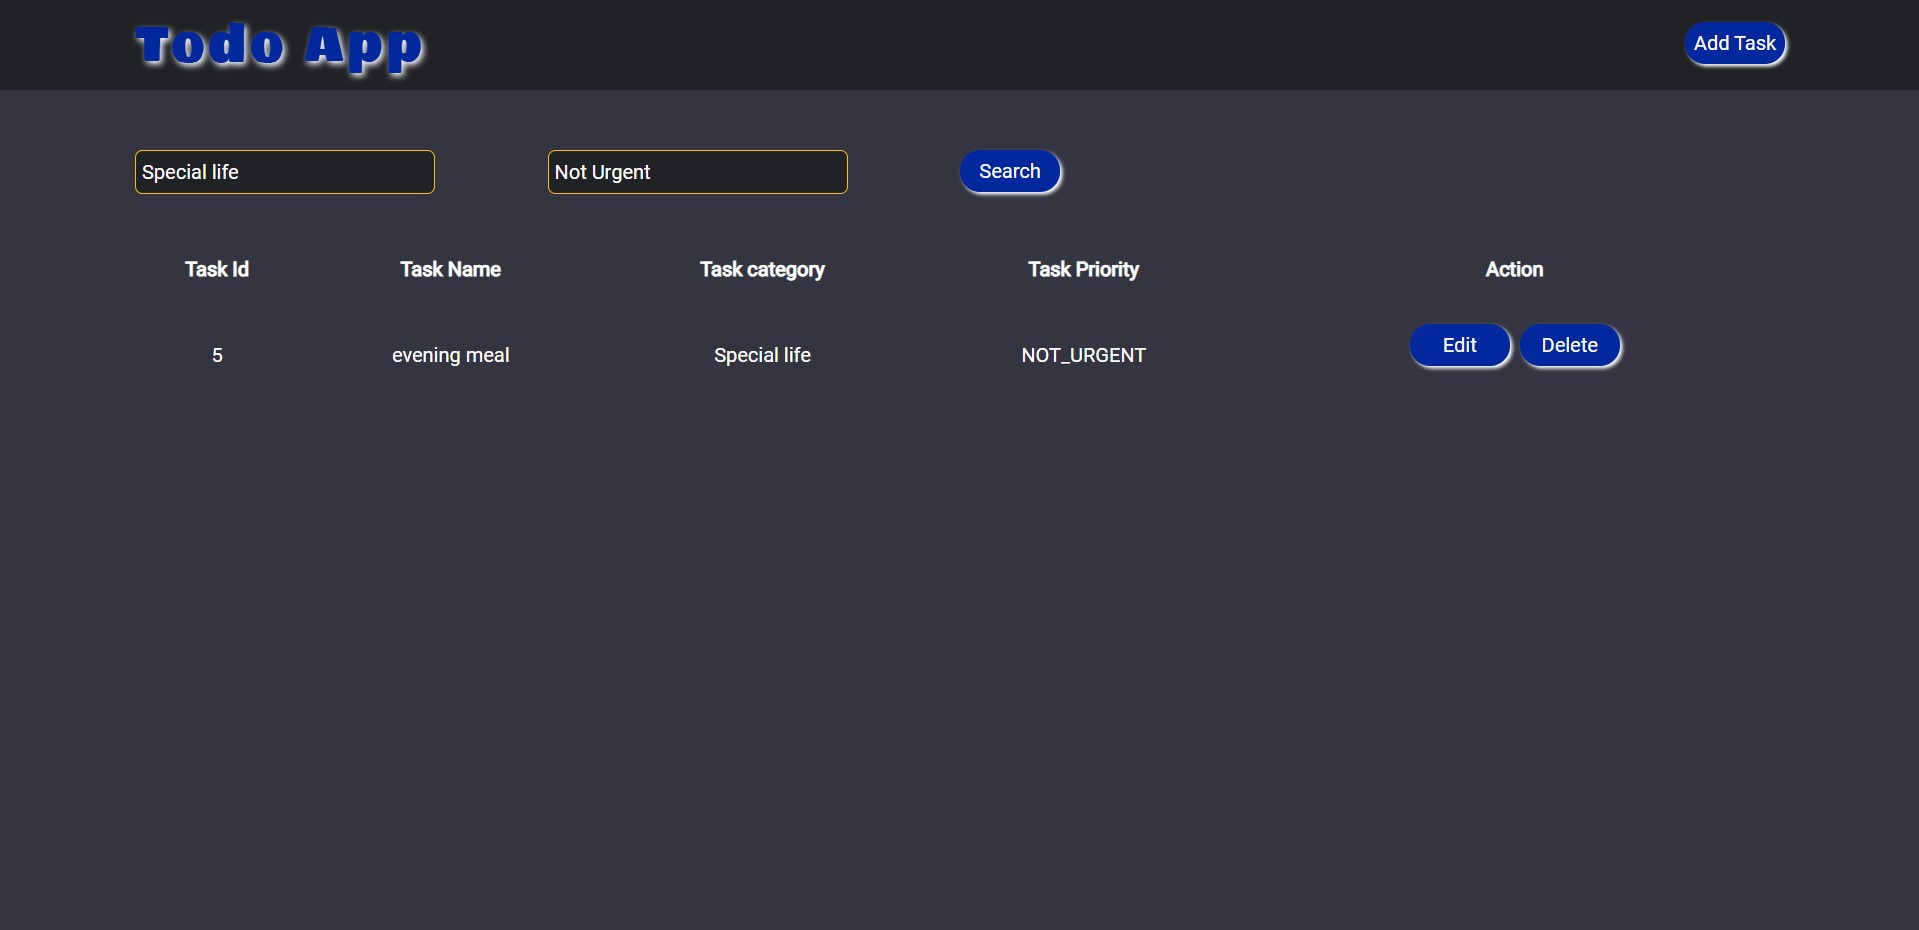 Todo App
Add Task
Special life
Not Urgent
Search
Task Id Task Name Task category Task Priority Action
5 evening meal Special life NOT_URGENT Edit Delete